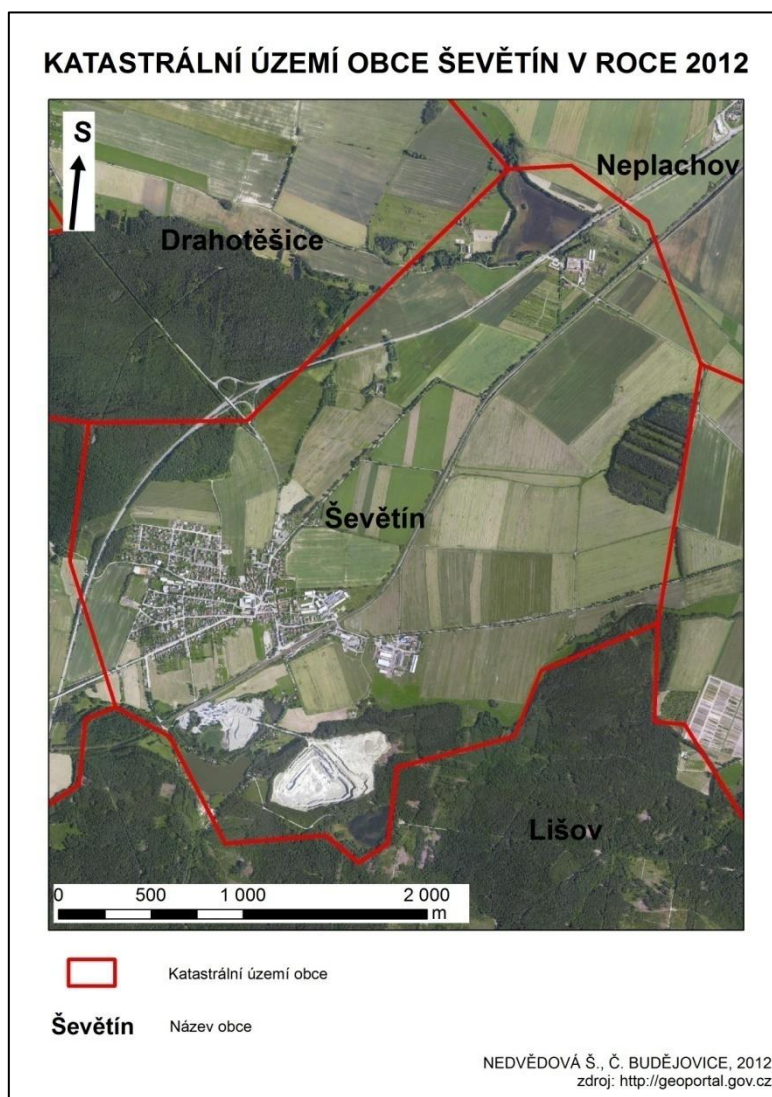 KATASTRÁLNÍ ÚZEMÍ OBCE ŠEVĚTÍN V ROCE 2012
S
Neplachov
Drahotěšice
Ševětín
Lišov
0 500 1 000 2 000
m
Katastrální území obce
Ševětín Název obce
NEDVĚDOVÁ Š., Č. BUDĚJOVICE, 2012
zdroj: http://geoportal.gov.cz